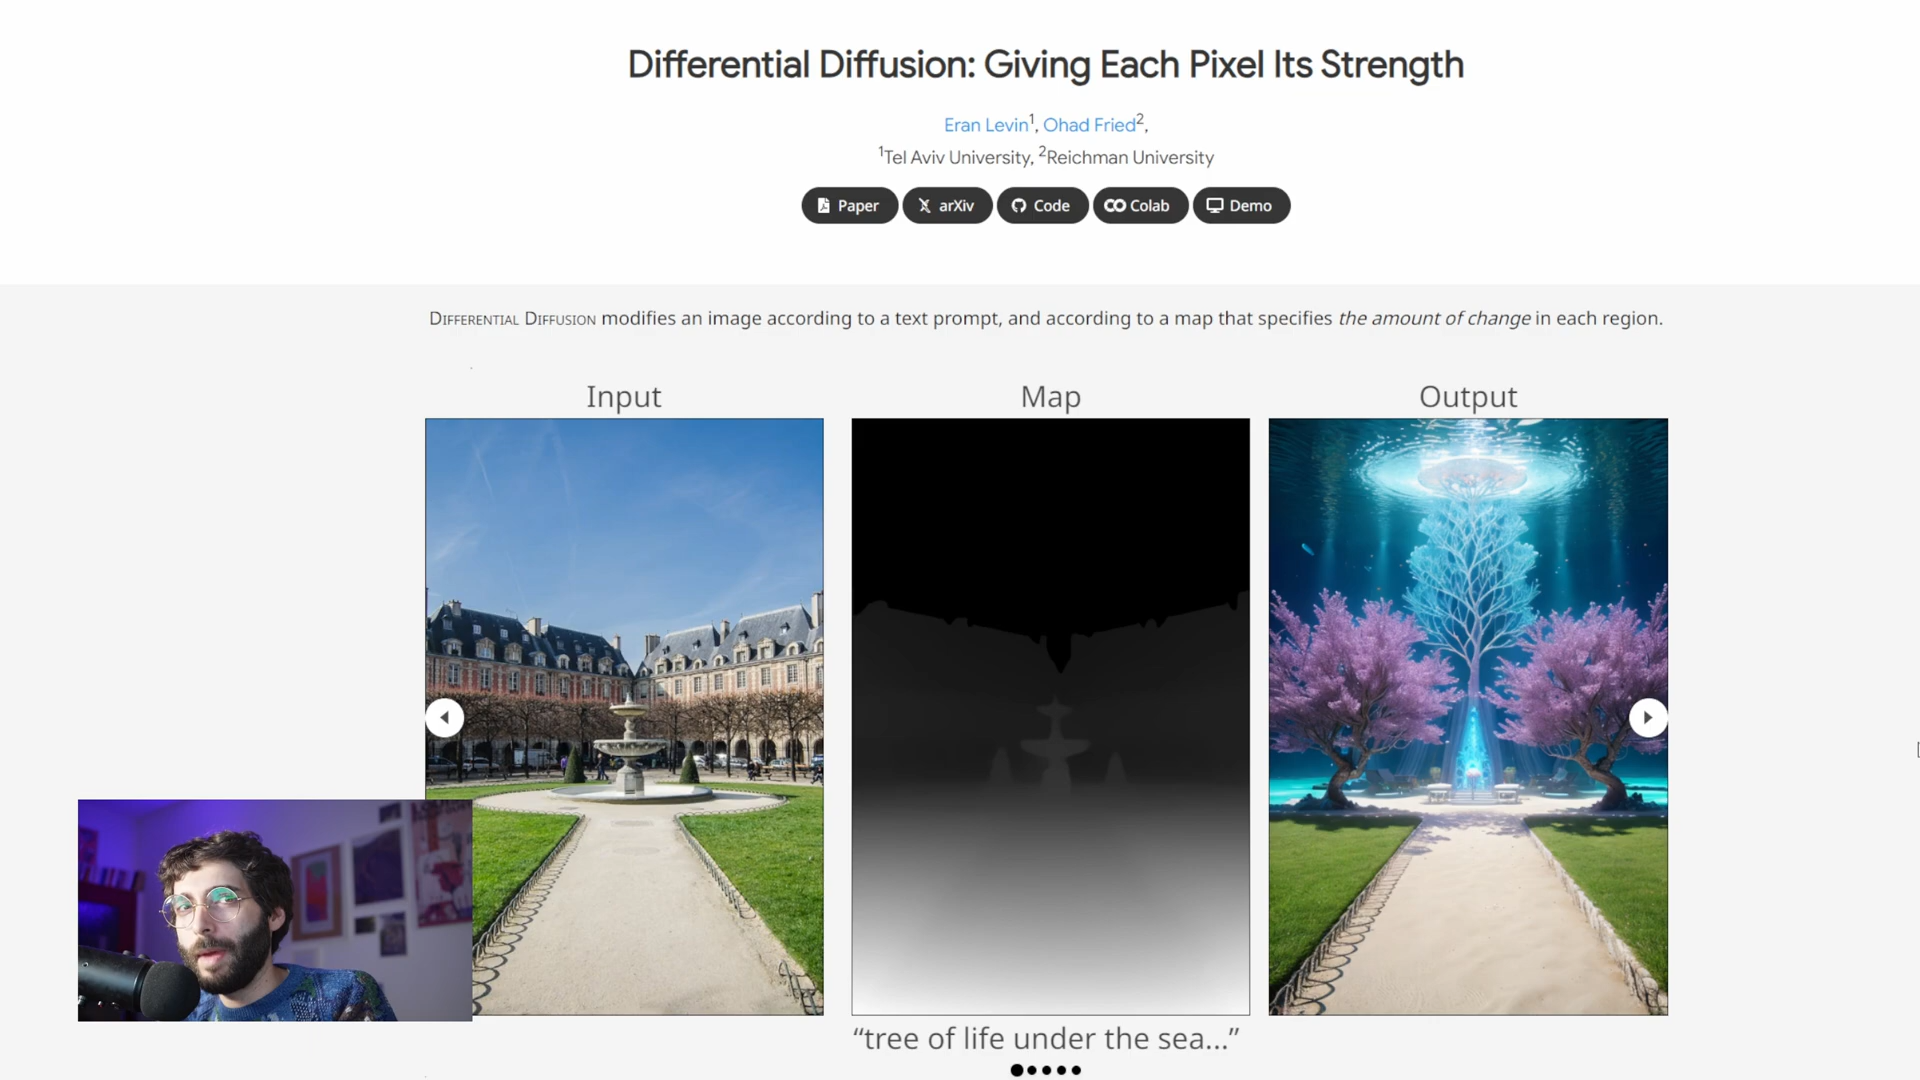 Differential Diffusion: Giving Each Pixel Its Strength
Eran Levin1, Ohad Fried2,
1Tel Aviv University, 2Reichman University
Paper arXiv Code Colab Demo
Differential Diffusion modifies an image according to a text prompt, and according to a map that specifies the amount of change in each region.
Input Map Output
“tree of life under the sea...”